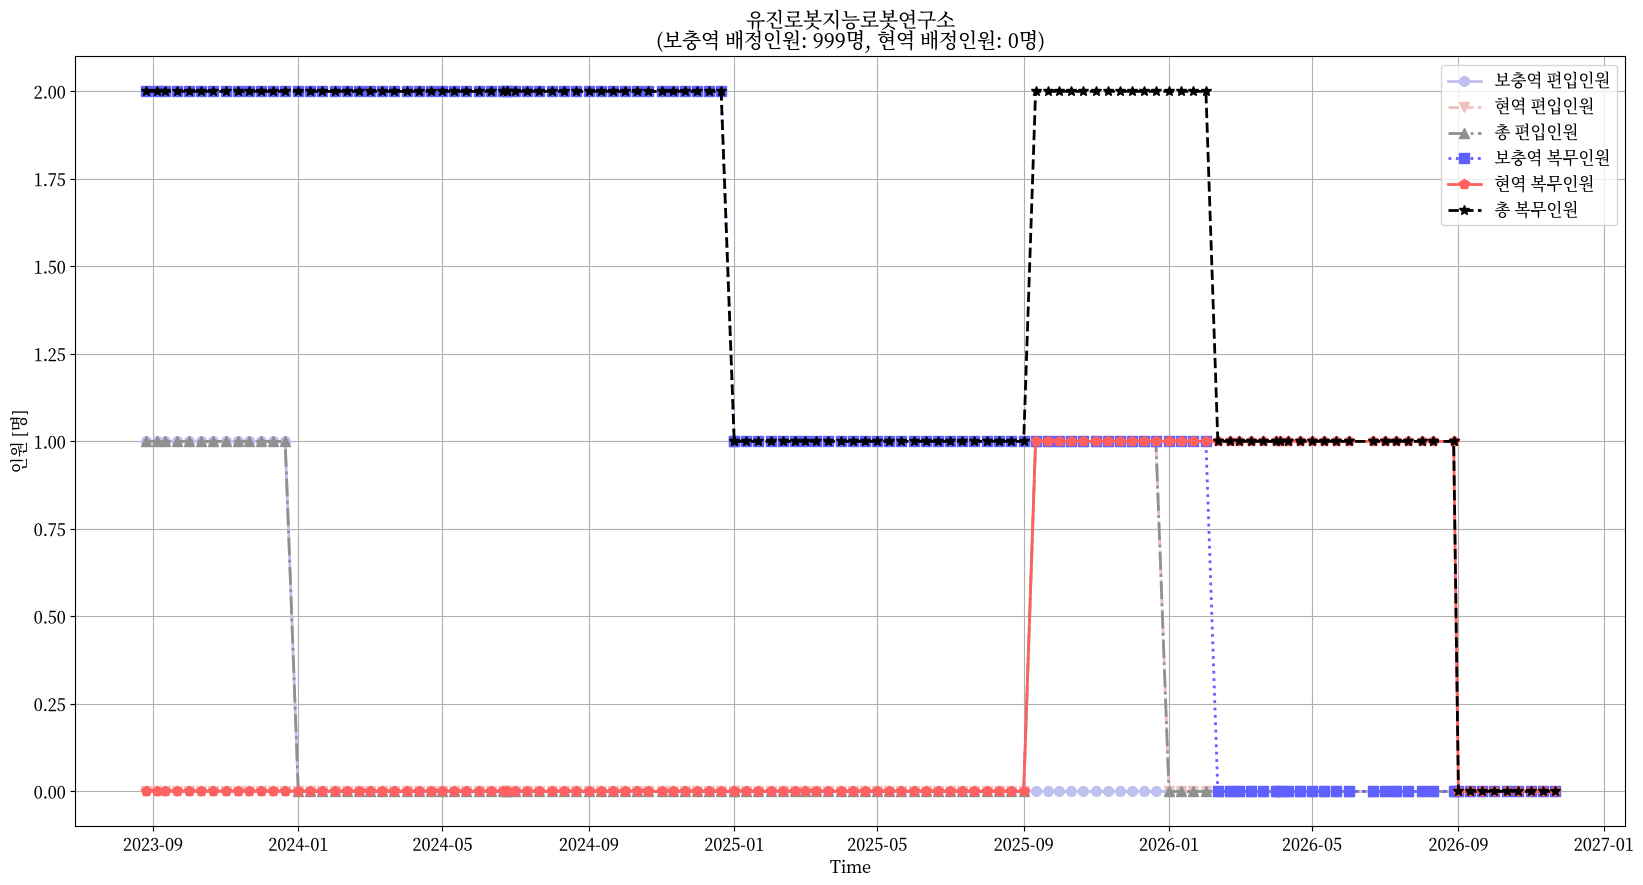 유진로봇지능로봇연구소
(보충역 배정인원: 999명, 현역 배정인원: 0명)
보충역 편입인원
현역 편입인원
총 편입인원
보충역 복무인원
현역 복무인원
총 복무인원
인원 [명]
2.00
1.75
1.50
1.25
1.00
0.75
0.50
0.25
0.00
2023-09 2024-01 2024-05 2024-09 2025-01 2025-05 2025-09 2026-01 2026-05 2026-09 2027-01
Time